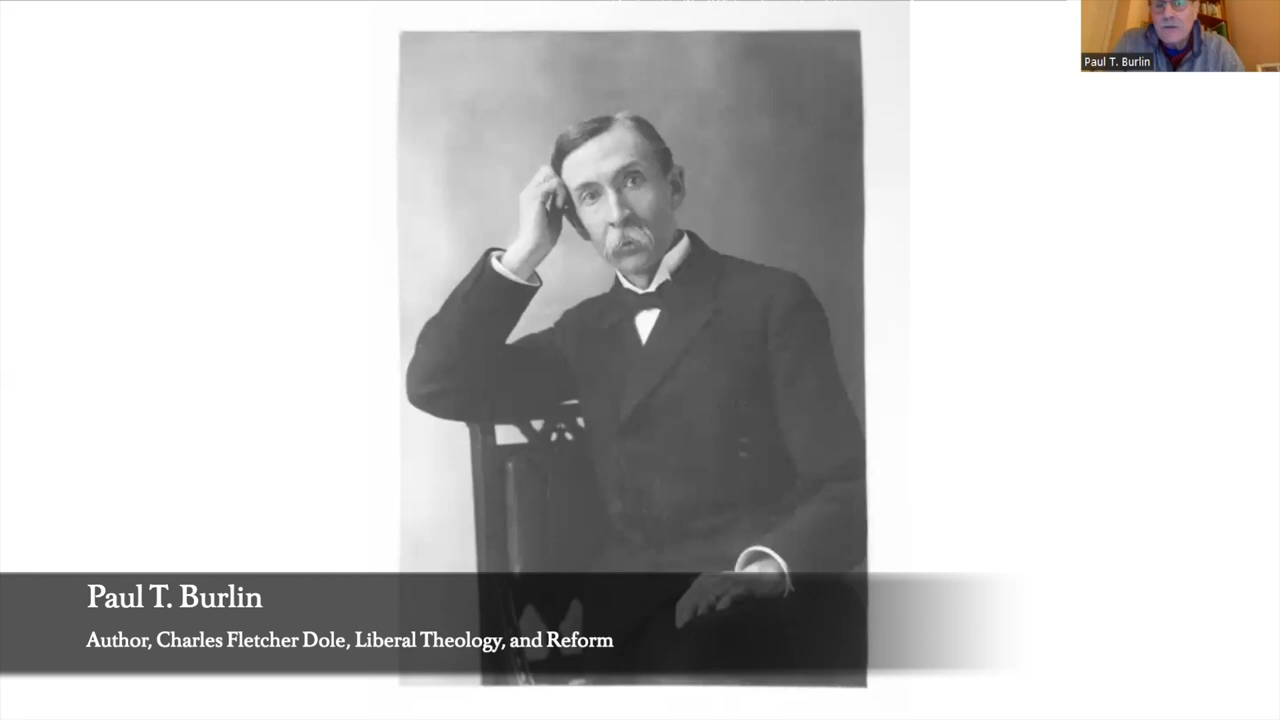 Paul T. Burlin
Paul T. Burlin
Author, Charles Fletcher Dole, Liberal Theology, and Reform